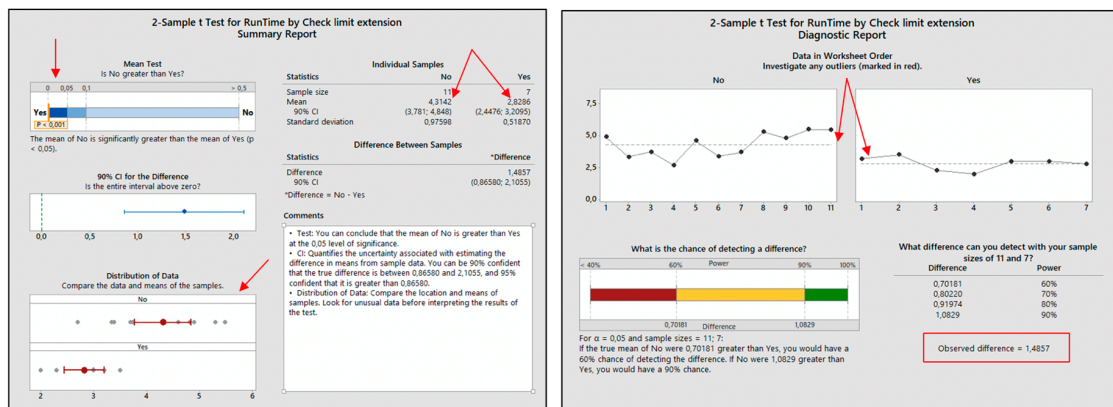 2-Sample t Test for RunTime by Check limit extension
Summary Report
Mean Test
Is No greater than Yes?
0 0,05 0,1 > 0,5
Yes No
P < 0,001
The mean of No is significantly greater than the mean of Yes (p
< 0,05).
90% CI for the Difference
Is the entire interval above zero?
0,0 0,5 1,0 1,5 2,0
Distribution of Data
Compare the data and means of the samples.
No
Yes
2 3 4 5 6
Individual Samples
Statistics No Yes
Sample size 11 7
Mean 4,3142 2,8286
90% CI (3,781; 4,848) (2,4476; 3,2095)
Standard deviation 0,97598 0,51870
Difference Between Samples
Statistics *Difference
Difference 1,4857
90% CI (0,86580; 2,1055)
*Difference = No - Yes
Comments
• Test: You can conclude that the mean of No is greater than Yes
at the 0,05 level of significance.
• CI: Quantifies the uncertainty associated with estimating the
difference in means from sample data. You can be 90% confident
that the true difference is between 0,86580 and 2,1055, and 95%
confident that it is greater than 0,86580.
• Distribution of Data: Compare the location and means of
samples. Look for unusual data before interpreting the results of
the test.
2-Sample t Test for RunTime by Check limit extension
Diagnostic Report
Data in Worksheet Order
Investigate any outliers (marked in red).
No Yes
7,5
5,0
2,5
0,0
1 2 3 4 5 6 7 8 9 10 11
1 2 3 4 5 6 7
What is the chance of detecting a difference?
< 40% 60% Power 90% 100%
0,70181 Difference 1,0829
For α = 0,05 and sample sizes = 11; 7:
If the true mean of No were 0,70181 greater than Yes, you would have a
60% chance of detecting the difference. If No were 1,0829 greater than
Yes, you would have a 90% chance.
What difference can you detect with your sample
sizes of 11 and 7?
Difference Power
0,70181 60%
0,80220 70%
0,91974 80%
1,0829 90%
Observed difference = 1,4857